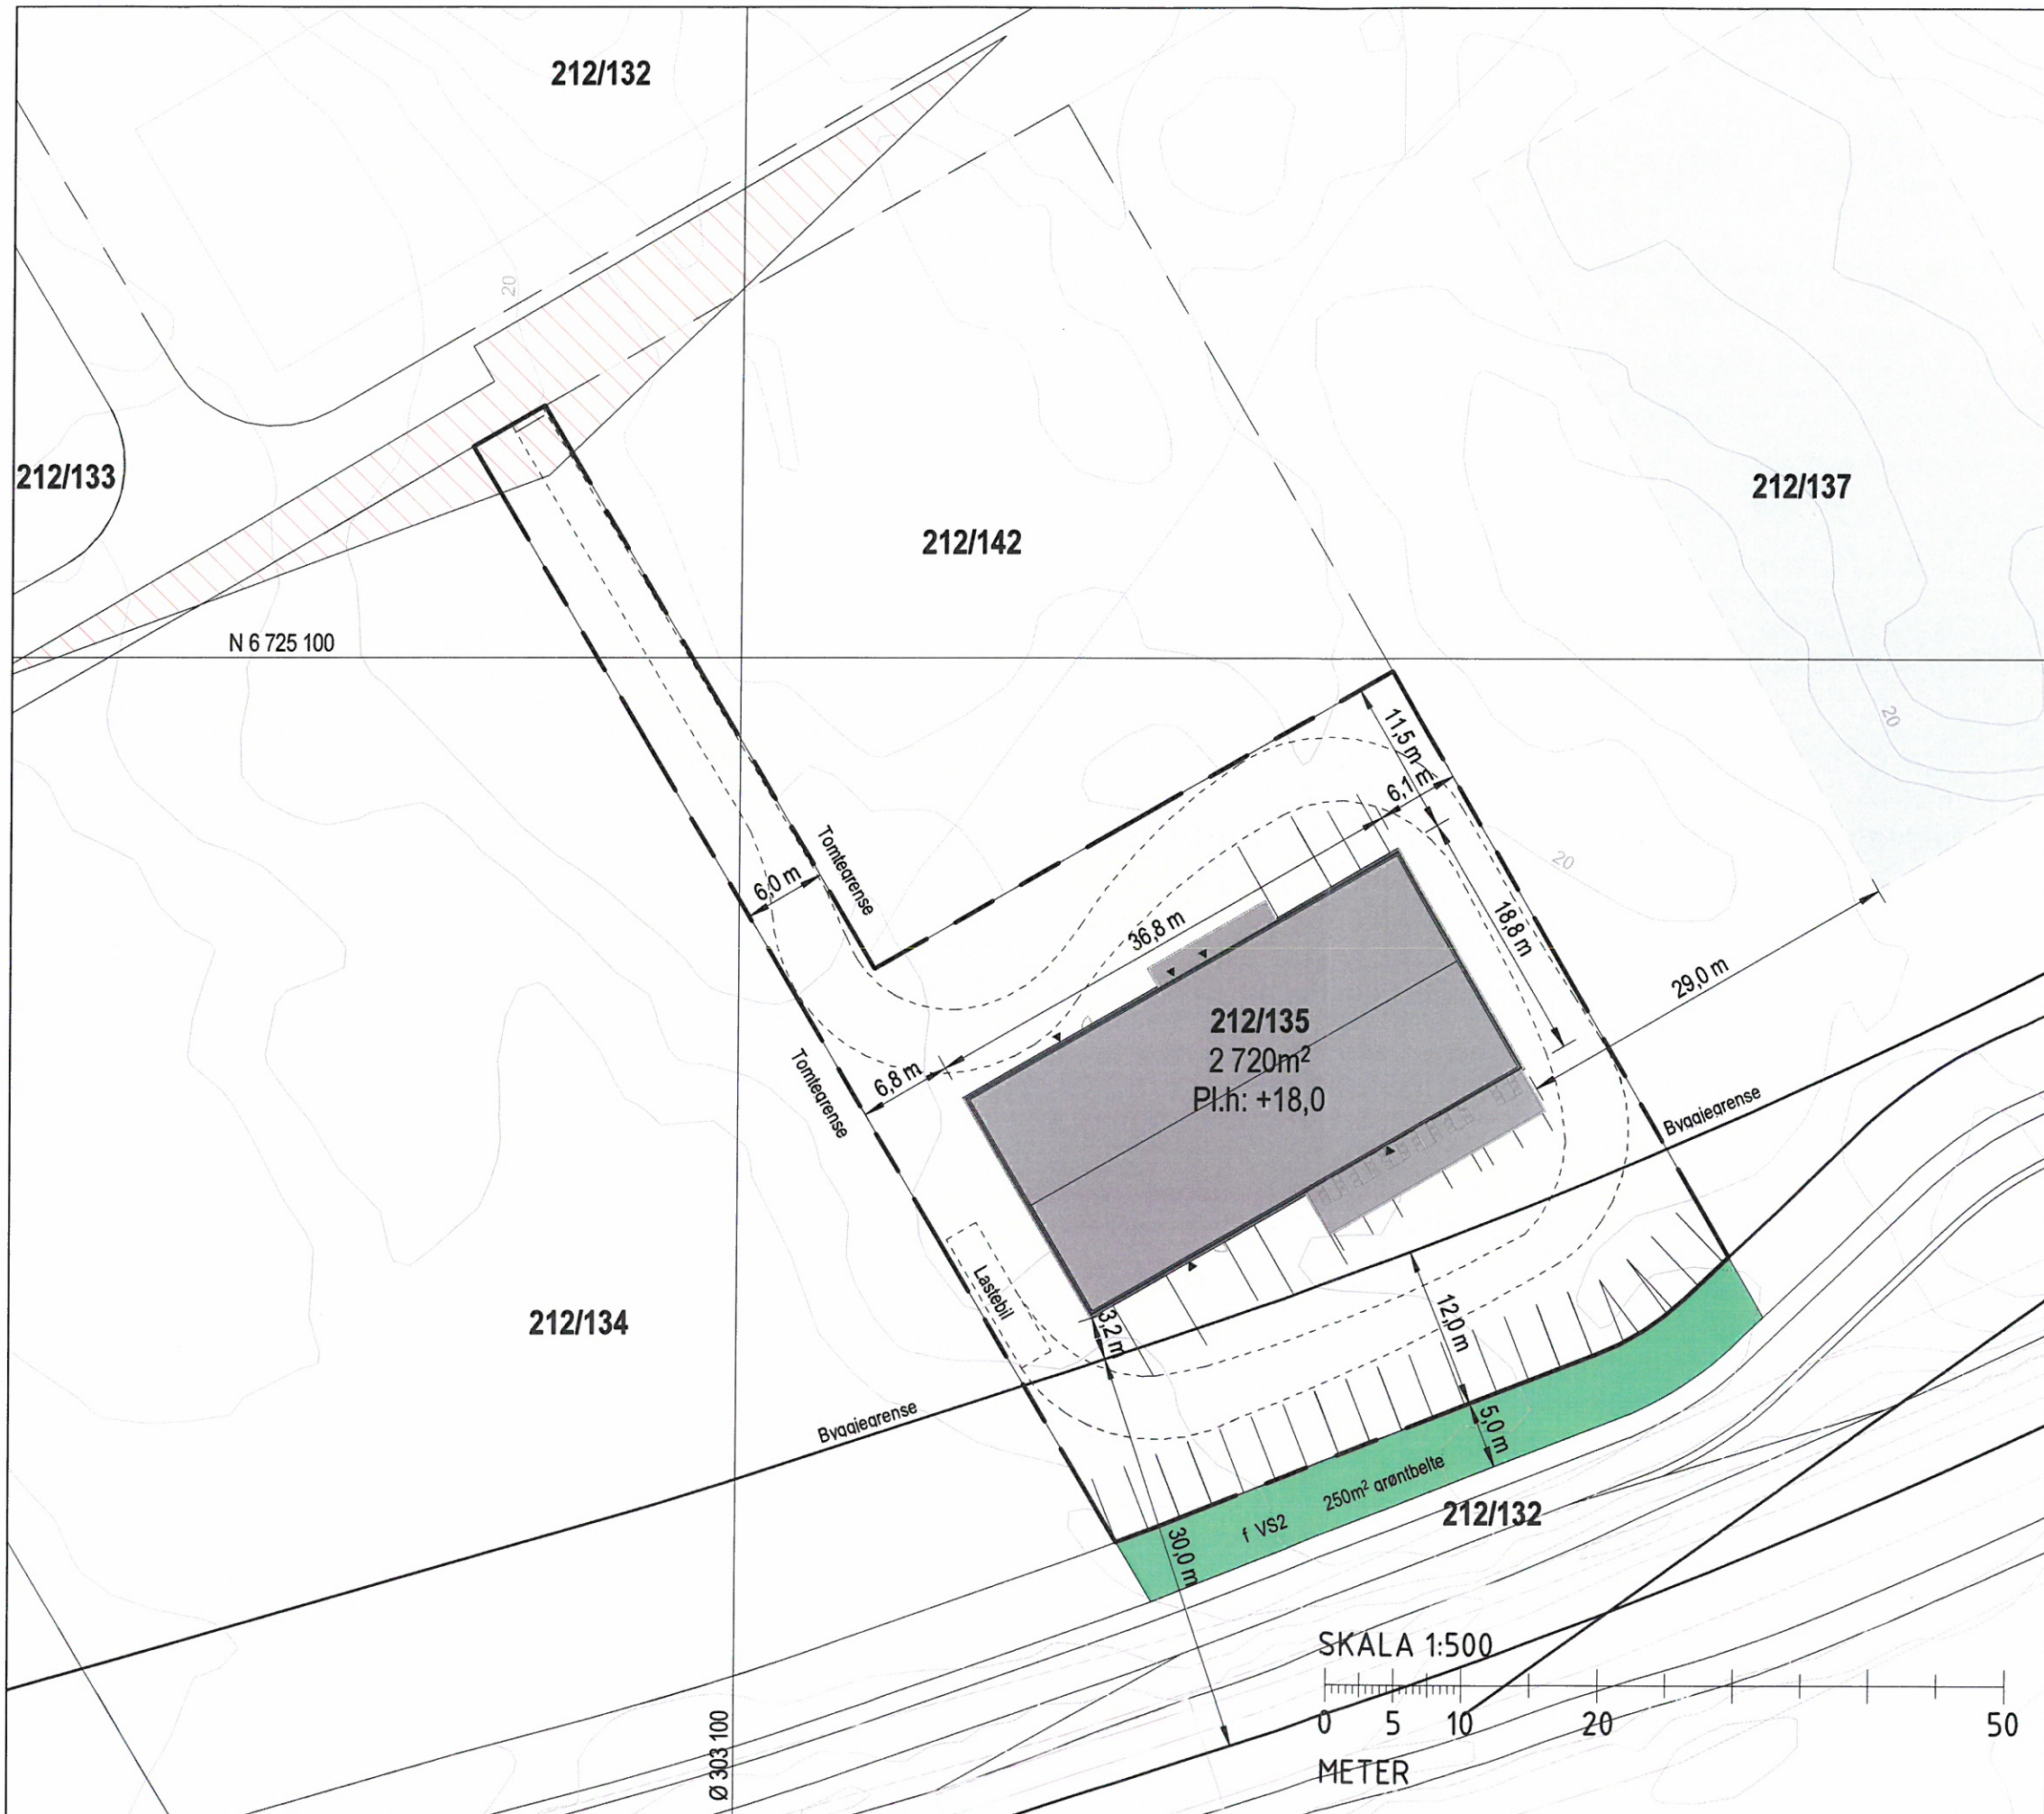 212/132
20
212/133
212/137
212/142
N 6 725 100
11,5 m
20
6,1 m
Tomtegrense
6,0 m
20
36,8 m
18,8 m
29,0 m
212/135
2 720m²
Pl.h: +18,0
6,8 m
Tomtegrense
Byggjegrense
Lastebil
212/134
3,2 m
12,0 m
Byggjegrense
5,0 m
250m² grøntbelte
f VS2
212/132
30,0 m
SKALA 1:500
0 5 10 20 50
METER
Ø 303 100